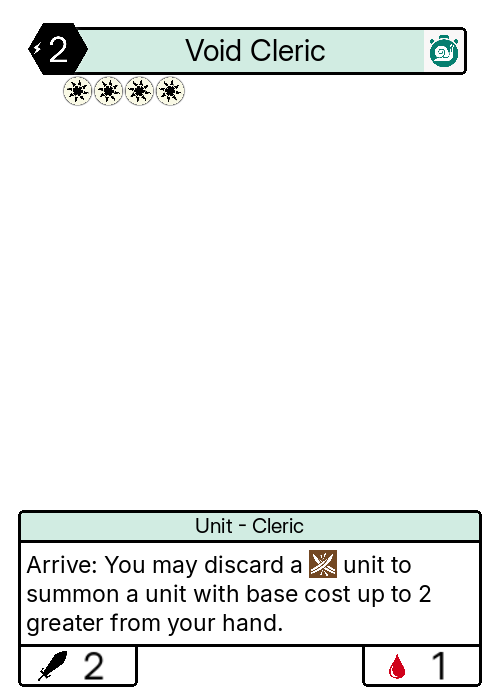 2
Void Cleric
Unit - Cleric
Arrive: You may discard a unit to
summon a unit with base cost up to 2
greater from your hand.
2
1